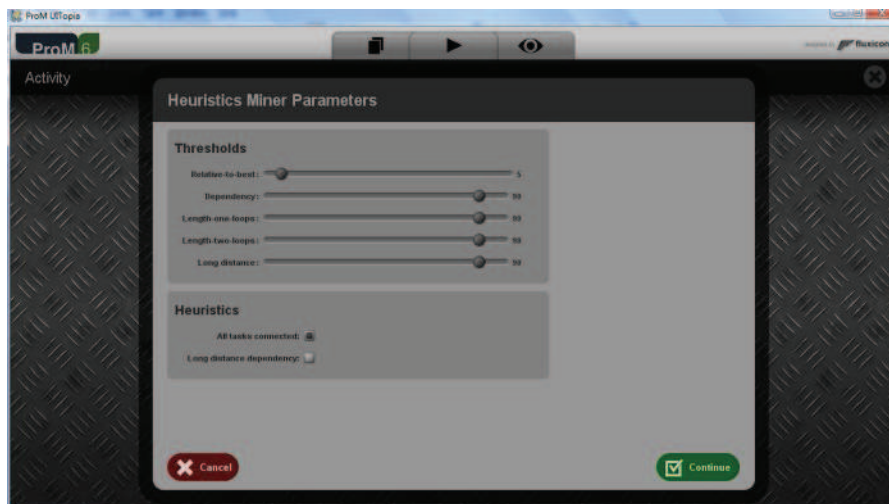 ProM UITopia
ProM 6
fluxicon
Activity
Heuristics Miner Parameters
Thresholds
Relative-to-best: 5
Dependency: 90
Length-one-loops: 90
Length-two-loops: 90
Long distance: 90
Heuristics
All tasks connected:
Long distance dependency:
Cancel
Continue